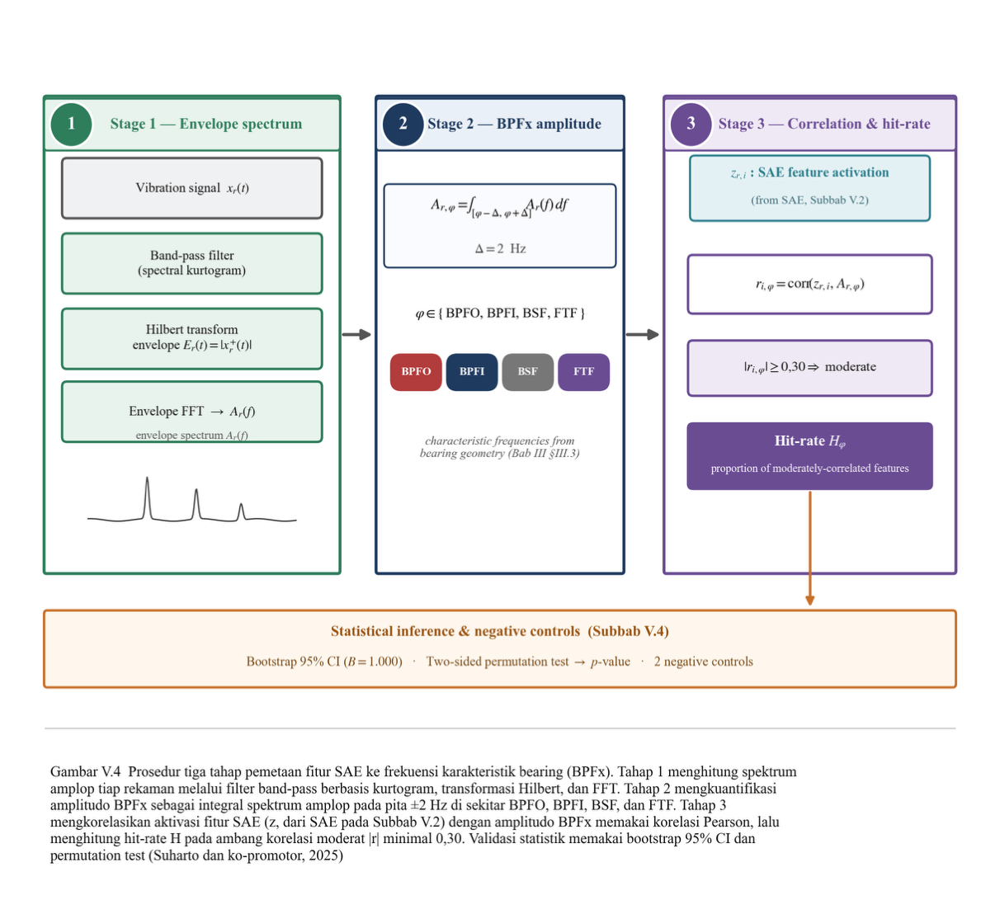 1
Stage 1 — Envelope spectrum
Vibration signal x_r(t)
Band-pass filter
(spectral kurtogram)
Hilbert transform
envelope E_r(t) = |x_r^+(t)|
Envelope FFT → A_r(f)
envelope spectrum A_r(f)
2
Stage 2 — BPFx amplitude
A_{r,φ} = ∫_{[φ−Δ, φ+Δ]} A_r(f) df
Δ = 2 Hz
φ ∈ { BPFO, BPFI, BSF, FTF }
BPFO BPFI BSF FTF
characteristic frequencies from
bearing geometry (Bab III §III.3)
3
Stage 3 — Correlation & hit-rate
z_{r,i} : SAE feature activation
(from SAE, Subbab V.2)
r_{i,φ} = corr(z_{r,i}, A_{r,φ})
|r_{i,φ}| ≥ 0,30 ⇒ moderate
Hit-rate H_φ
proportion of moderately-correlated features
Statistical inference & negative controls (Subbab V.4)
Bootstrap 95% CI (B = 1.000) · Two-sided permutation test → p-value · 2 negative controls
Gambar V.4 Prosedur tiga tahap pemetaan fitur SAE ke frekuensi karakteristik bearing (BPFx). Tahap 1 menghitung spektrum
amplop tiap rekaman melalui filter band-pass berbasis kurtogram, transformasi Hilbert, dan FFT. Tahap 2 mengkuantifikasi
amplitudo BPFx sebagai integral spektrum amplop pada pita ±2 Hz di sekitar BPFO, BPFI, BSF, dan FTF. Tahap 3
mengkorelasikan aktivasi fitur SAE (z, dari SAE pada Subbab V.2) dengan amplitudo BPFx memakai korelasi Pearson, lalu
menghitung hit-rate H pada ambang korelasi moderat |r| minimal 0,30. Validasi statistik memakai bootstrap 95% CI dan
permutation test (Suharto dan ko-promotor, 2025)